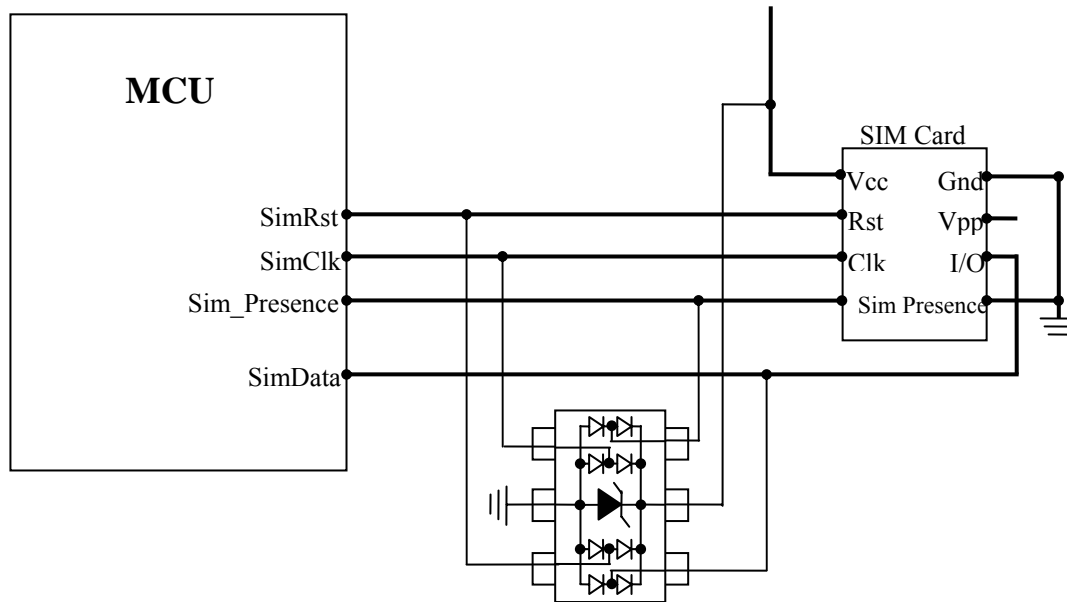 MCU
SIM Card
Vcc Gnd
SimRst Rst Vpp
SimClk Clk I/O
Sim_Presence Sim Presence
SimData